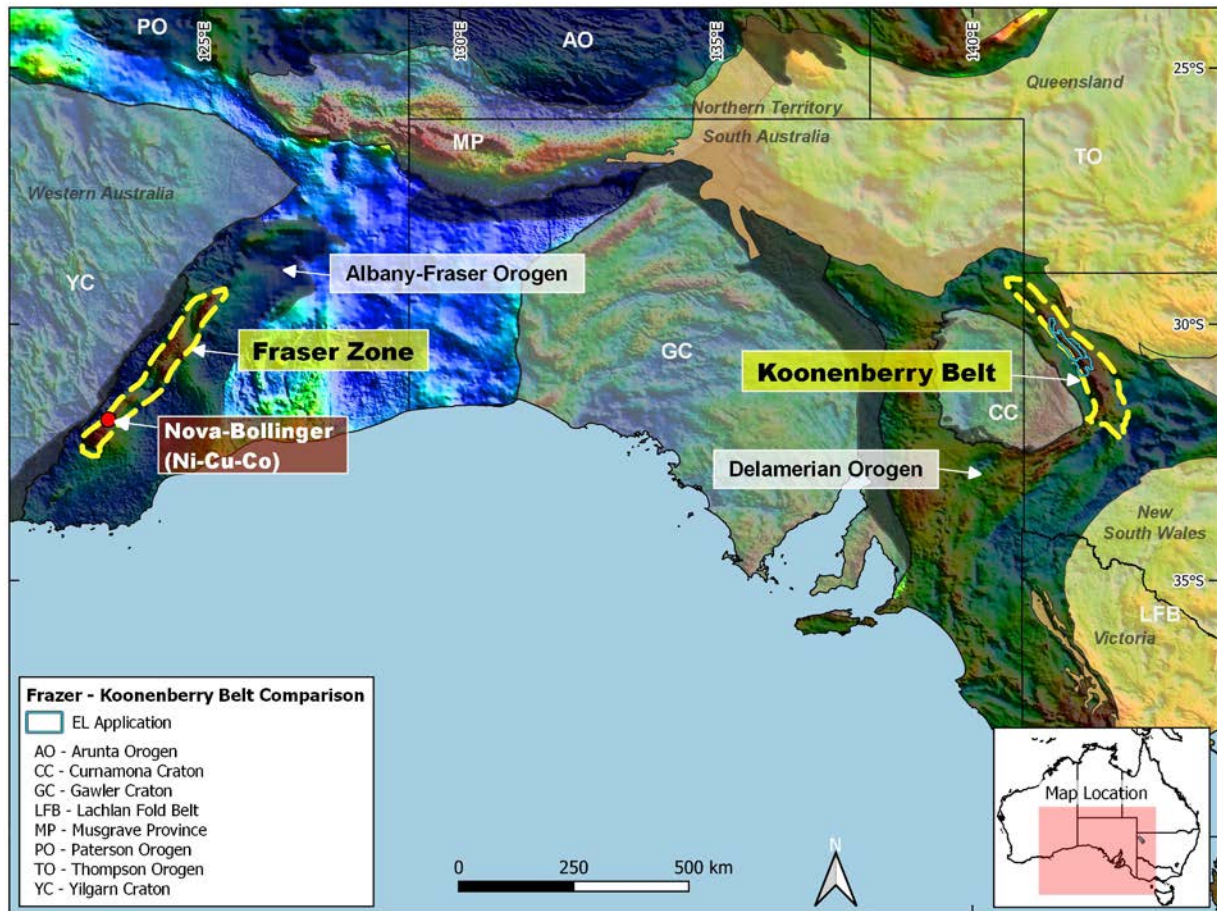 PO
125°E
130°E
AO
135°E
140°E
25°S
Queensland
Northern Territory
South Australia
MP
TO
Western Australia
YC
Albany-Fraser Orogen
Fraser Zone
GC
30°S
Koonenberry Belt
CC
Nova-Bollinger
(Ni-Cu-Co)
Delamerian Orogen
New
South Wales
35°S
LFB
Victoria
Frazer - Koonenberry Belt Comparison
EL Application
AO - Arunta Orogen
CC - Curnamona Craton
GC - Gawler Craton
LFB - Lachlan Fold Belt
MP - Musgrave Province
PO - Paterson Orogen
TO - Thompson Orogen
YC - Yilgarn Craton
0 250 500 km
N
Map Location